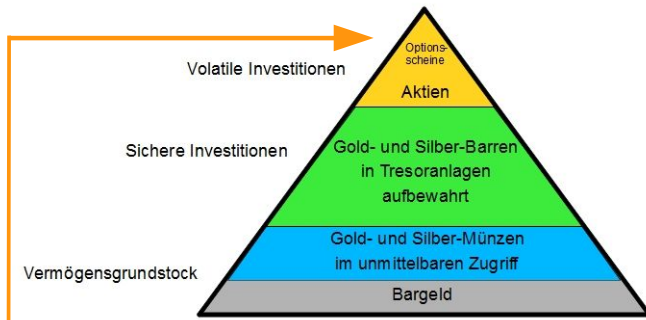 Options-
scheine
Volatile Investitionen
Aktien
Sichere Investitionen
Gold- und Silber-Barren
in Tresoranlagen
aufbewahrt
Gold- und Silber-Münzen
im unmittelbaren Zugriff
Vermögensgrundstock
Bargeld